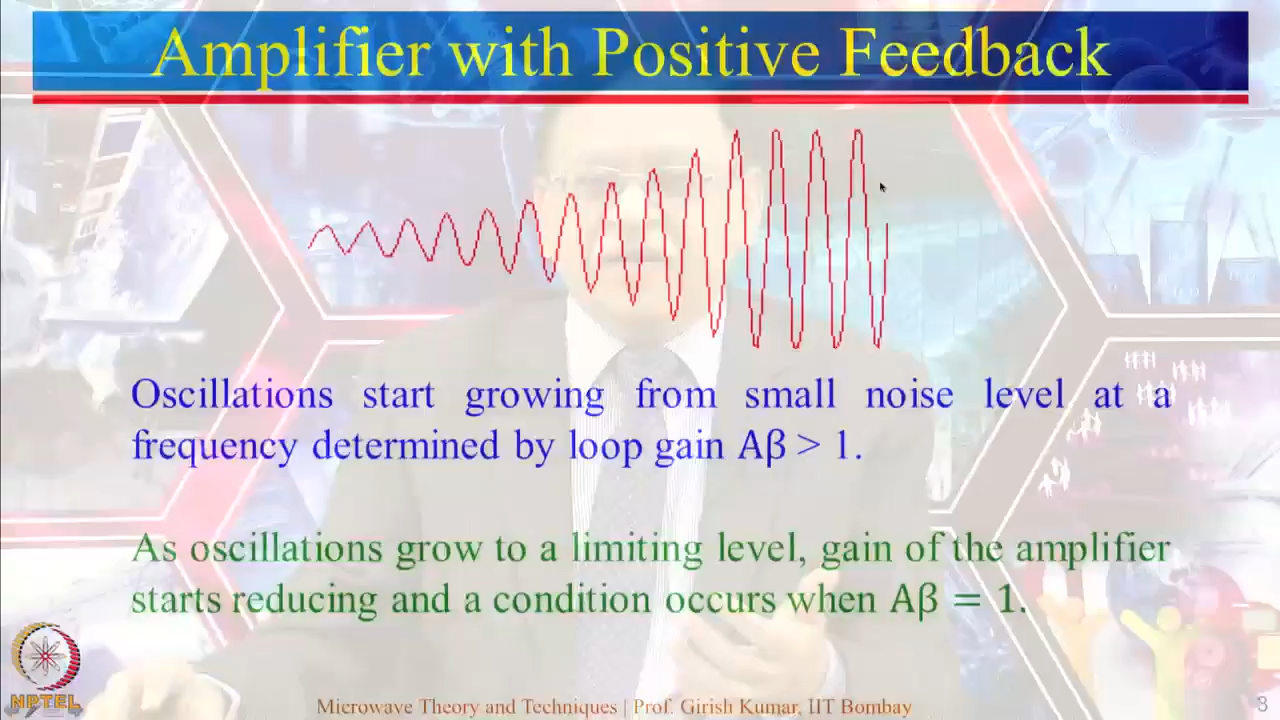 Amplifier with Positive Feedback
Oscillations start growing from small noise level at a
frequency determined by loop gain Aβ > 1.
As oscillations grow to a limiting level, gain of the amplifier
starts reducing and a condition occurs when Aβ = 1.
NPTEL
Microwave Theory and Techniques | Prof. Girish Kumar, IIT Bombay
3